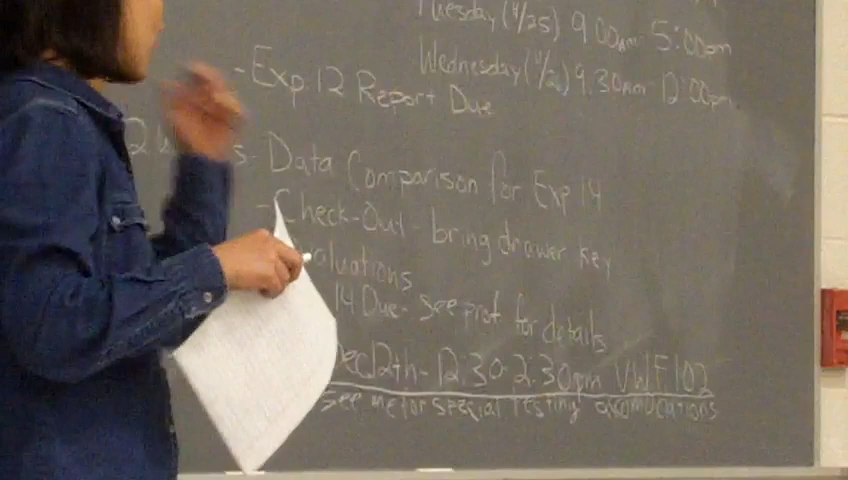 Tuesday (4/25) 9:00am - 5:00pm
Wednesday (4/26) 9:30am - 12:00pm
- Exp. 12 Report Due
- Data Comparison for Exp 14
- Check-Out - bring drawer key
valuations
14 Due - See prof for details
Dec 12th - 12:30-2:30pm VWF 102
See me for special testing